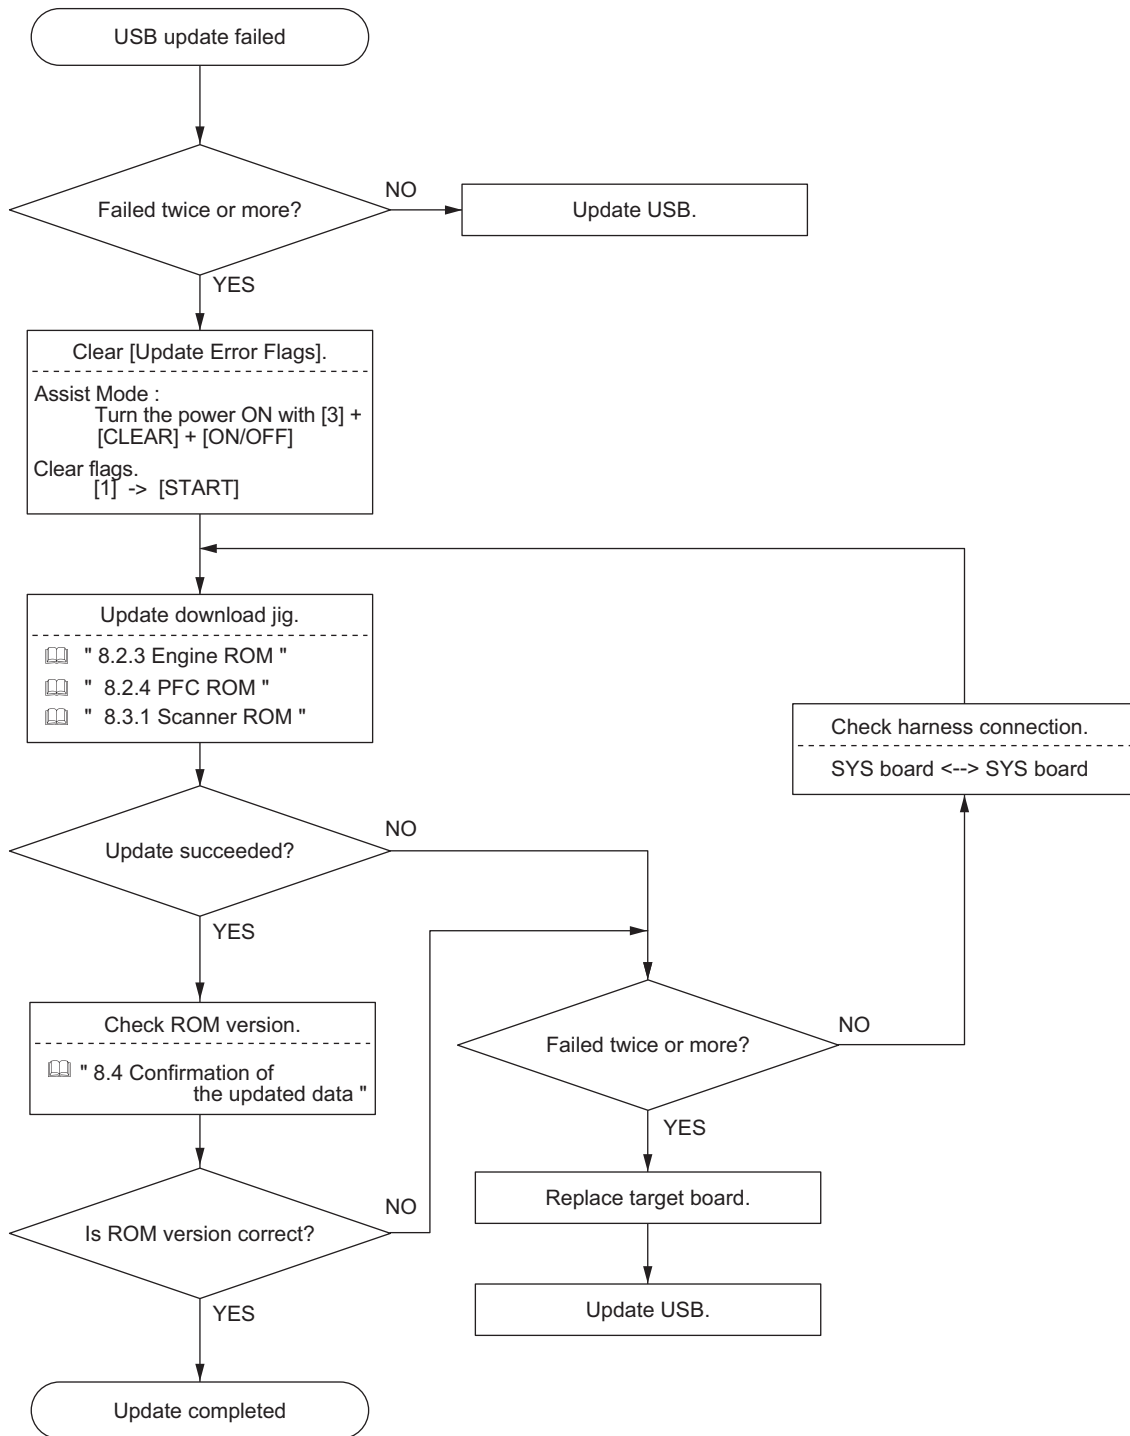 USB update failed
Failed twice or more?
NO
Update USB.
YES
Clear [Update Error Flags].
Assist Mode :
Turn the power ON with [3] +
[CLEAR] + [ON/OFF]
Clear flags.
[1] -> [START]
Update download jig.
" 8.2.3 Engine ROM "
" 8.2.4 PFC ROM "
" 8.3.1 Scanner ROM "
Check harness connection.
SYS board <--> SYS board
Update succeeded?
NO
YES
Check ROM version.
" 8.4 Confirmation of
the updated data "
Failed twice or more?
NO
YES
Is ROM version correct?
NO
YES
Replace target board.
Update USB.
Update completed